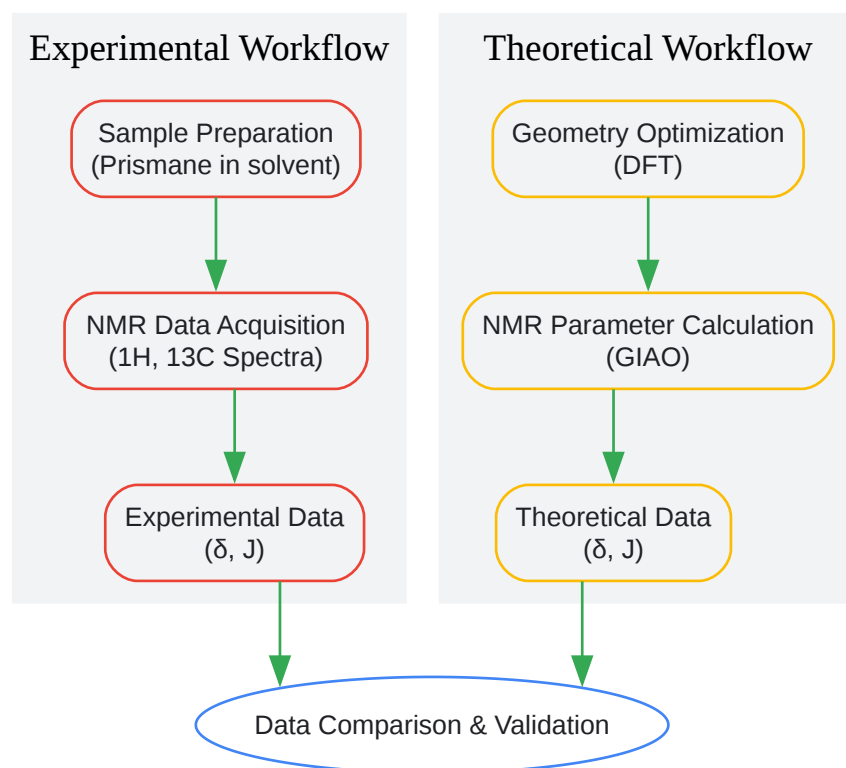 Experimental Workflow
Sample Preparation
(Prismane in solvent)
NMR Data Acquisition
(1H, 13C Spectra)
Experimental Data
(δ, J)
Theoretical Workflow
Geometry Optimization
(DFT)
NMR Parameter Calculation
(GIAO)
Theoretical Data
(δ, J)
Data Comparison & Validation